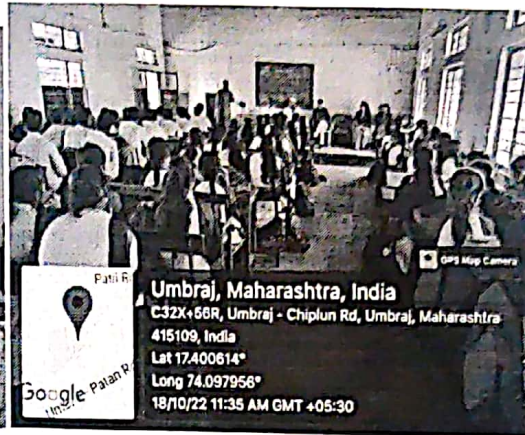 GPS Map Camera
Umbraj, Maharashtra, India
C32X+56R, Umbraj - Chiplun Rd, Umbraj, Maharashtra
415109, India
Lat 17.400614°
Long 74.097956°
18/10/22 11:35 AM GMT +05:30
Google
Patan R